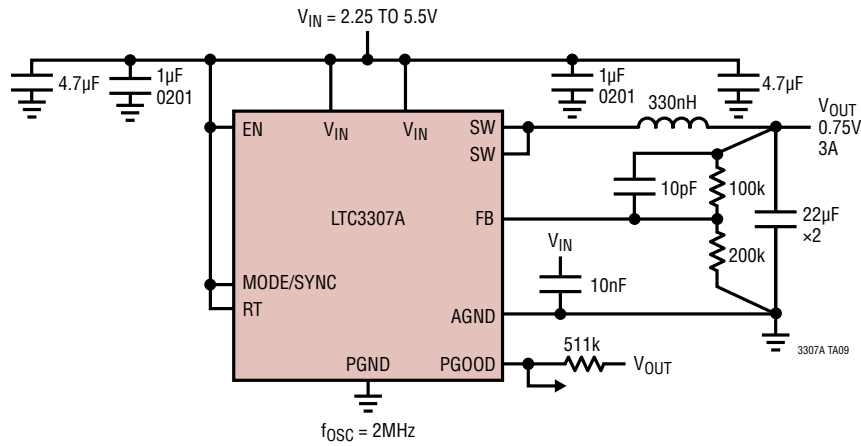 V_IN = 2.25 TO 5.5V
4.7µF
1µF
0201
1µF
0201
4.7µF
330nH
V_OUT
0.75V
3A
EN
V_IN
V_IN
SW
SW
10pF
100k
LTC3307A
FB
22µF
×2
V_IN
200k
10nF
MODE/SYNC
RT
AGND
3307A TA09
511k
PGND
PGOOD
V_OUT
f_OSC = 2MHz